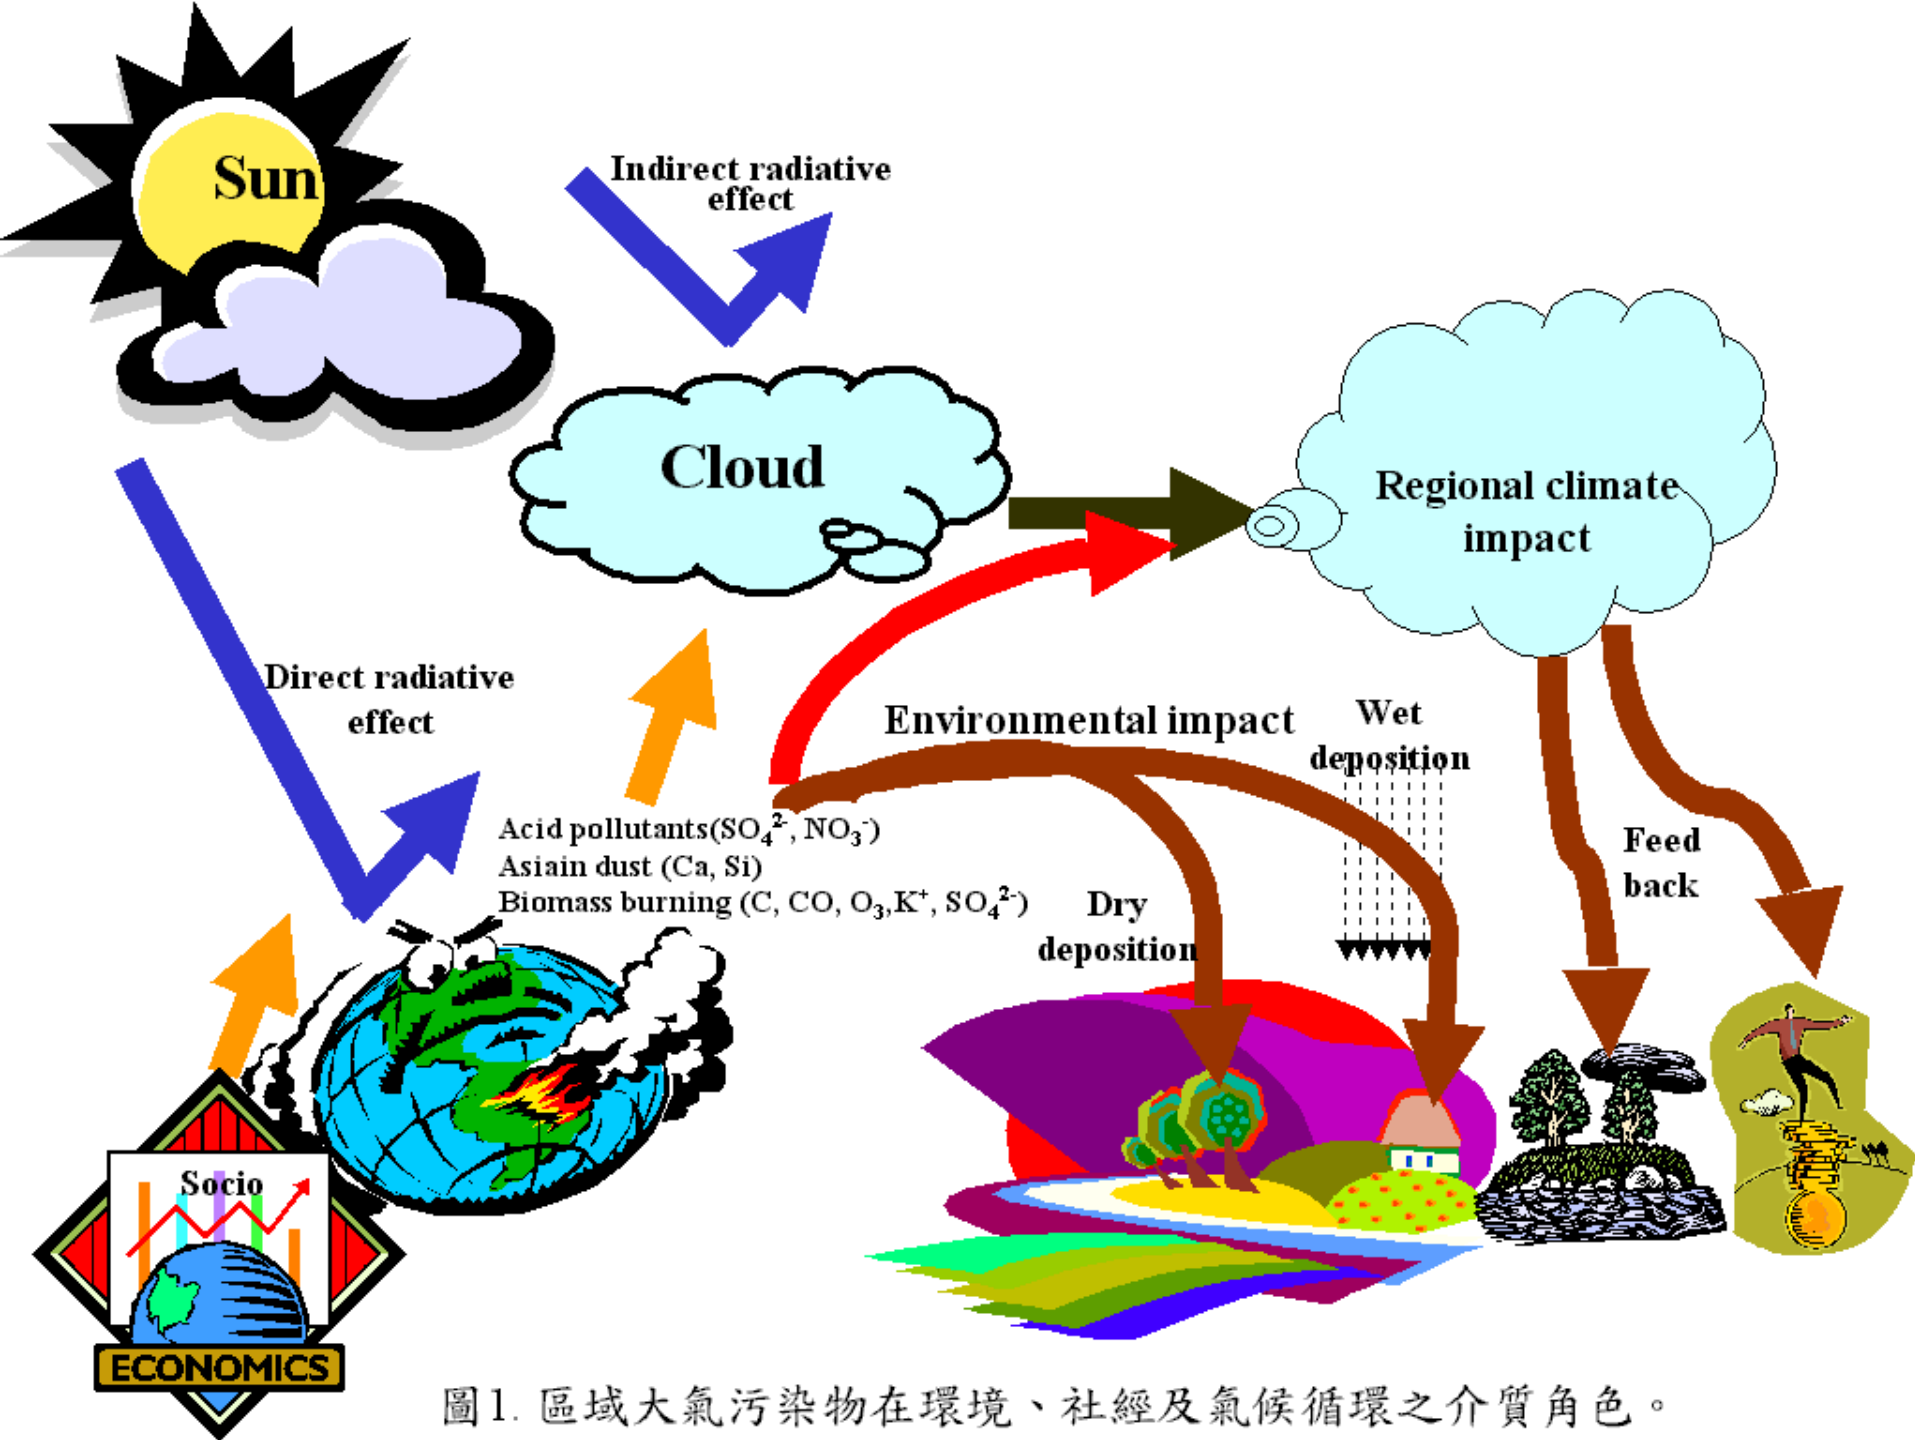 Sun
Indirect radiative
effect
Cloud
Regional climate
impact
Direct radiative
effect
Environmental impact
Wet
deposition
Acid pollutants(SO₄²⁻, NO₃⁻)
Asiain dust (Ca, Si)
Biomass burning (C, CO, O₃,K⁺, SO₄²⁻)
Dry
deposition
Feed
back
Socio
ECONOMICS
圖1. 區域大氣污染物在環境、社經及氣候循環之介質角色。